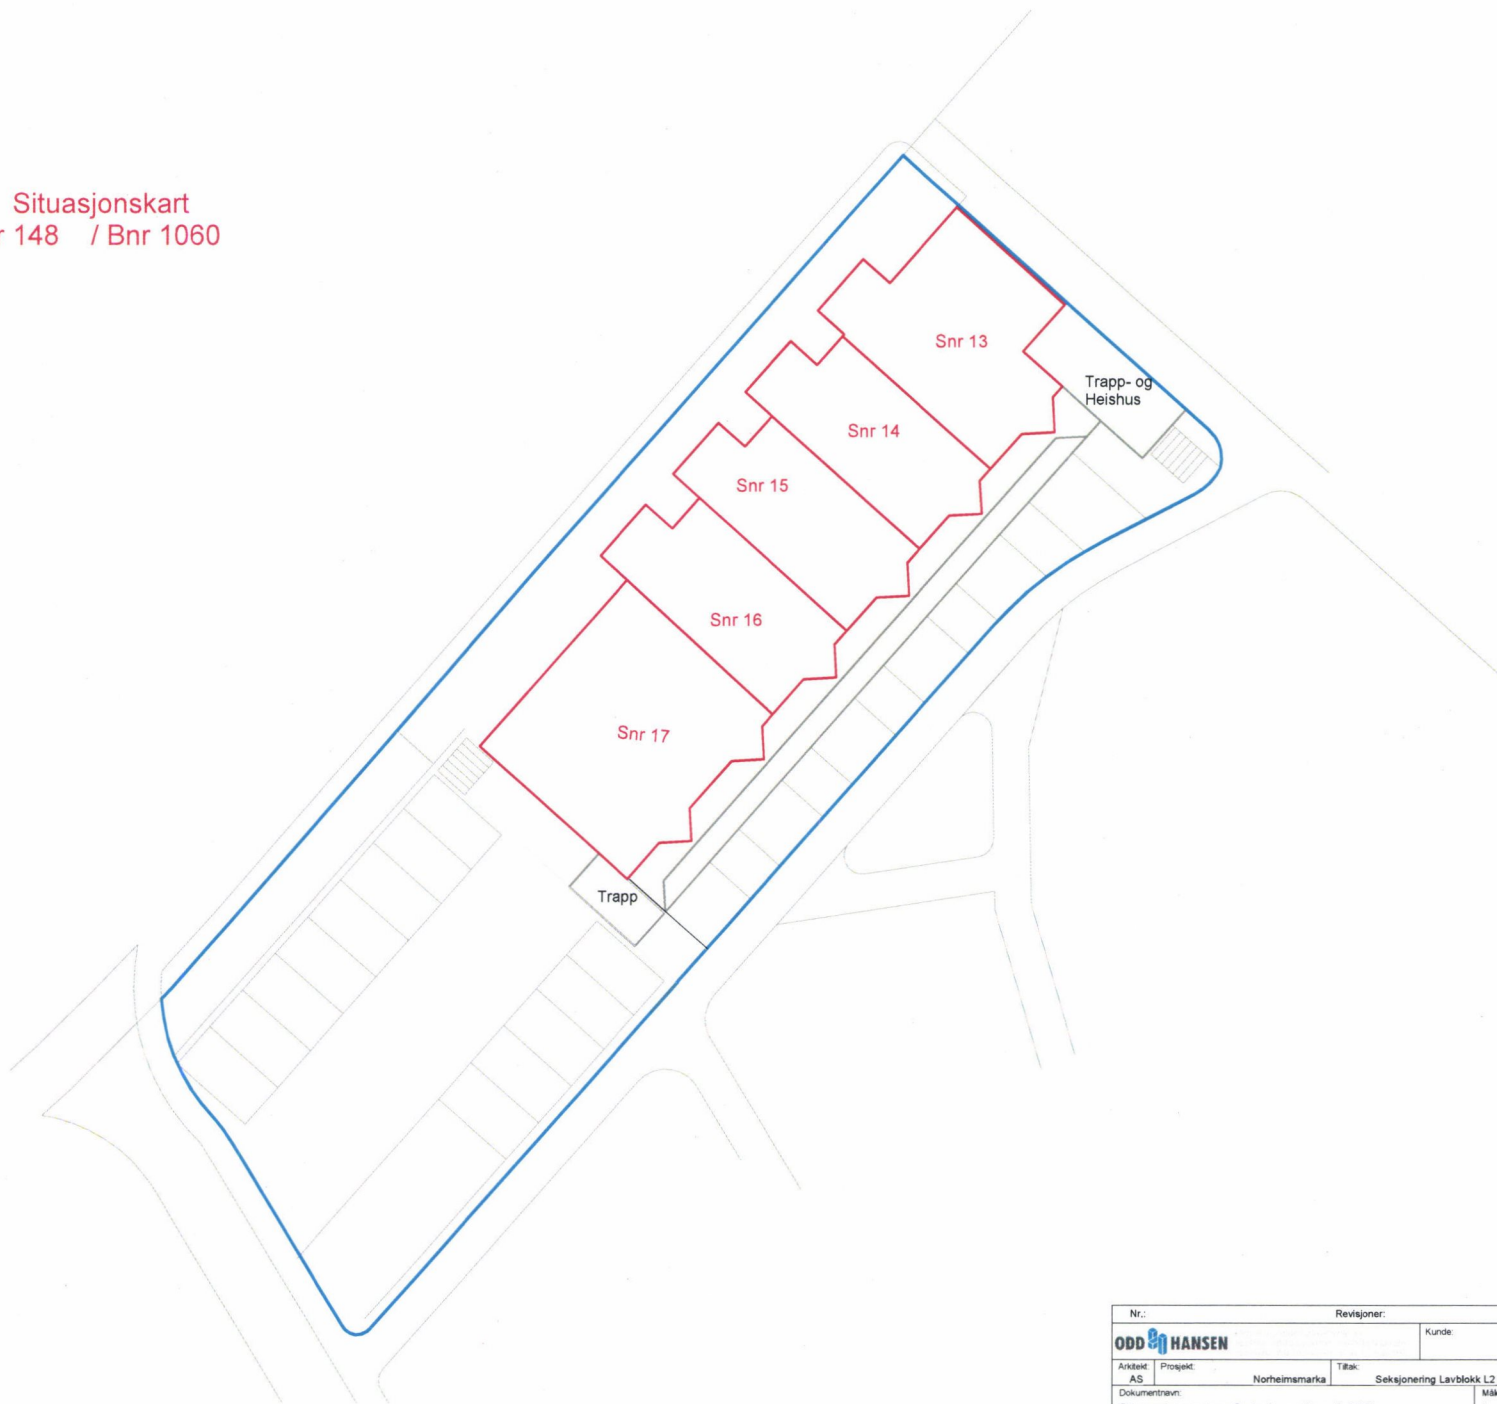 Situasjonskart
148 / Bnr 1060
Snr 13
Trapp- og
Heishus
Snr 14
Snr 15
Snr 16
Snr 17
Trapp
Nr.: Revisjoner:
ODD HANSEN
Kunde:
Arkitekt: Prosjekt: Tiltak:
AS Norheimsmarka Seksjonering Lavblokk L2
Dokumentnavn: